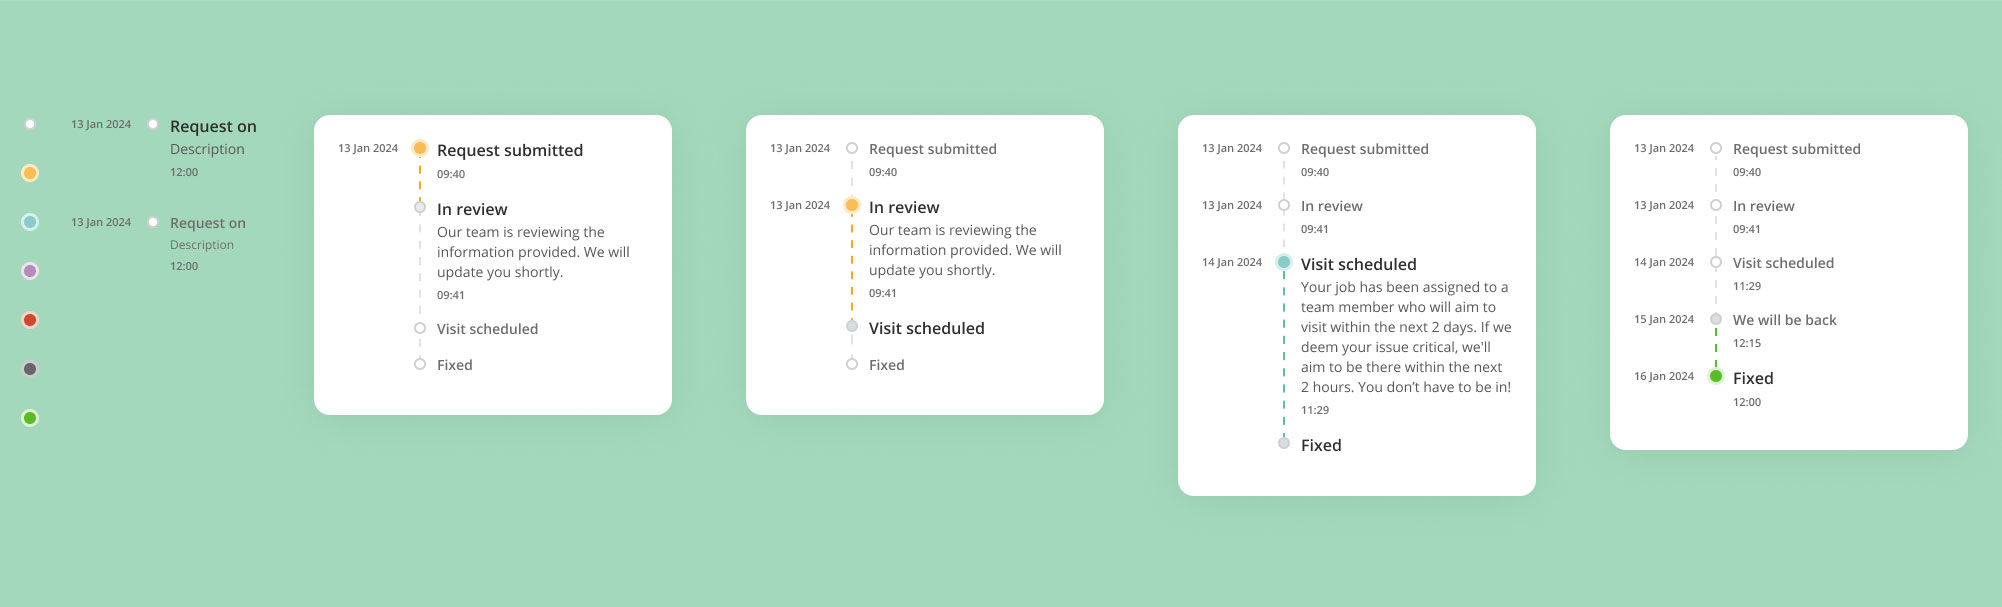 13 Jan 2024
Request on
Description
12:00
13 Jan 2024
Request on
Description
12:00
13 Jan 2024
Request submitted
09:40
In review
Our team is reviewing the
information provided. We will
update you shortly.
09:41
Visit scheduled
Fixed
13 Jan 2024
Request submitted
09:40
13 Jan 2024
In review
Our team is reviewing the
information provided. We will
update you shortly.
09:41
Visit scheduled
Fixed
13 Jan 2024
Request submitted
09:40
13 Jan 2024
In review
09:41
14 Jan 2024
Visit scheduled
Your job has been assigned to a
team member who will aim to
visit within the next 2 days. If we
deem your issue critical, we'll
aim to be there within the next
2 hours. You don’t have to be in!
11:29
Fixed
13 Jan 2024
Request submitted
09:40
13 Jan 2024
In review
09:41
14 Jan 2024
Visit scheduled
11:29
15 Jan 2024
We will be back
12:15
16 Jan 2024
Fixed
12:00